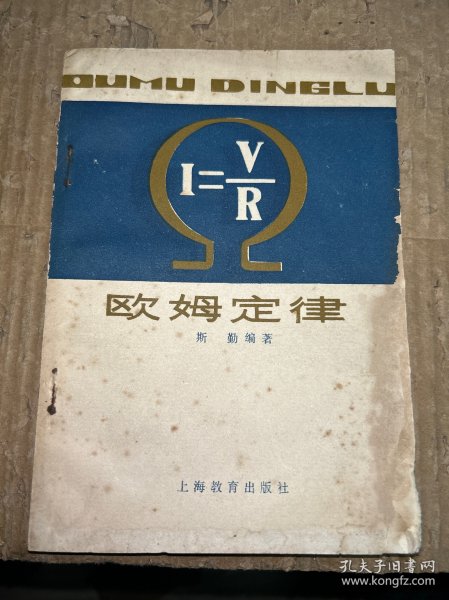 OUMU DINGLU
I=V/R
欧姆定律
斯 勤编著
上海教育出版社
孔夫子旧书网
www.kongfz.com